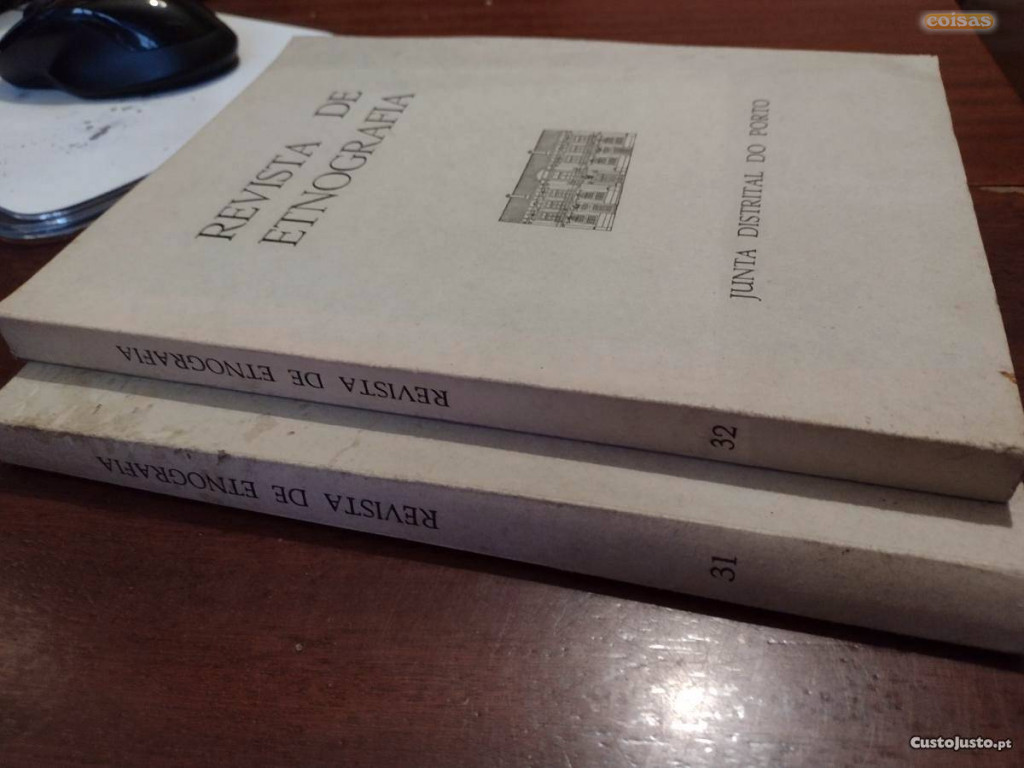 coisas
REVISTA DE
ETNOGRAFIA
JUNTA DISTRITAL DO PORTO
REVISTA DE ETNOGRAFIA
32
REVISTA DE ETNOGRAFIA
31
CustoJusto.pt